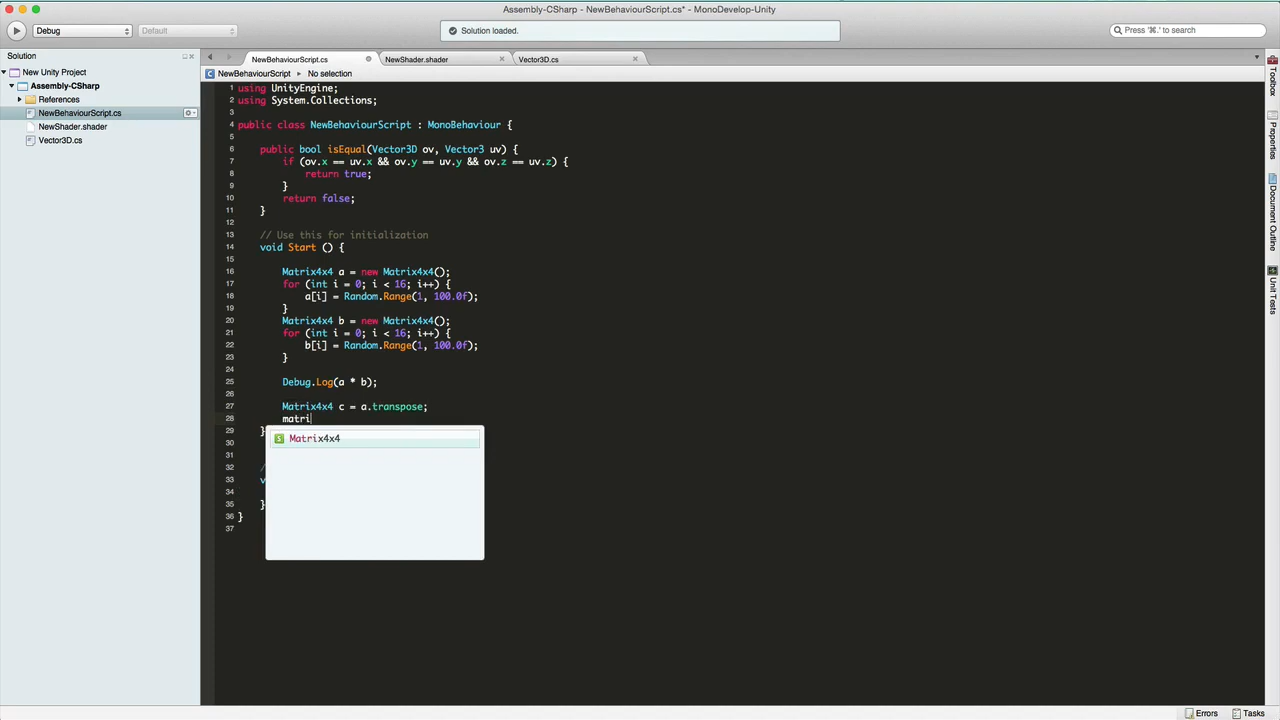 Assembly-CSharp - NewBehaviourScript.cs* - MonoDevelop-Unity
Debug
Default
Solution loaded.
Press '⌘.' to search
Solution
NewBehaviourScript.cs
NewShader.shader
Vector3D.cs
New Unity Project
Assembly-CSharp
References
NewBehaviourScript.cs
NewShader.shader
Vector3D.cs
NewBehaviourScript
No selection
1 using UnityEngine;
2 using System.Collections;
3
4 public class NewBehaviourScript : MonoBehaviour {
5
6 public bool isEqual(Vector3D ov, Vector3 uv) {
7 if (ov.x == uv.x && ov.y == uv.y && ov.z == uv.z) {
8 return true;
9 }
10 return false;
11 }
12
13 // Use this for initialization
14 void Start () {
15
16 Matrix4x4 a = new Matrix4x4();
17 for (int i = 0; i < 16; i++) {
18 a[i] = Random.Range(1, 100.0f);
19 }
20 Matrix4x4 b = new Matrix4x4();
21 for (int i = 0; i < 16; i++) {
22 b[i] = Random.Range(1, 100.0f);
23 }
24
25 Debug.Log(a * b);
26
27 Matrix4x4 c = a.transpose;
28 matri
29 }
Matrix4x4
30
31
32 /
33 v
34
35 }
36 }
37
Toolbox
Properties
Document Outline
Unit Tests
Errors
Tasks